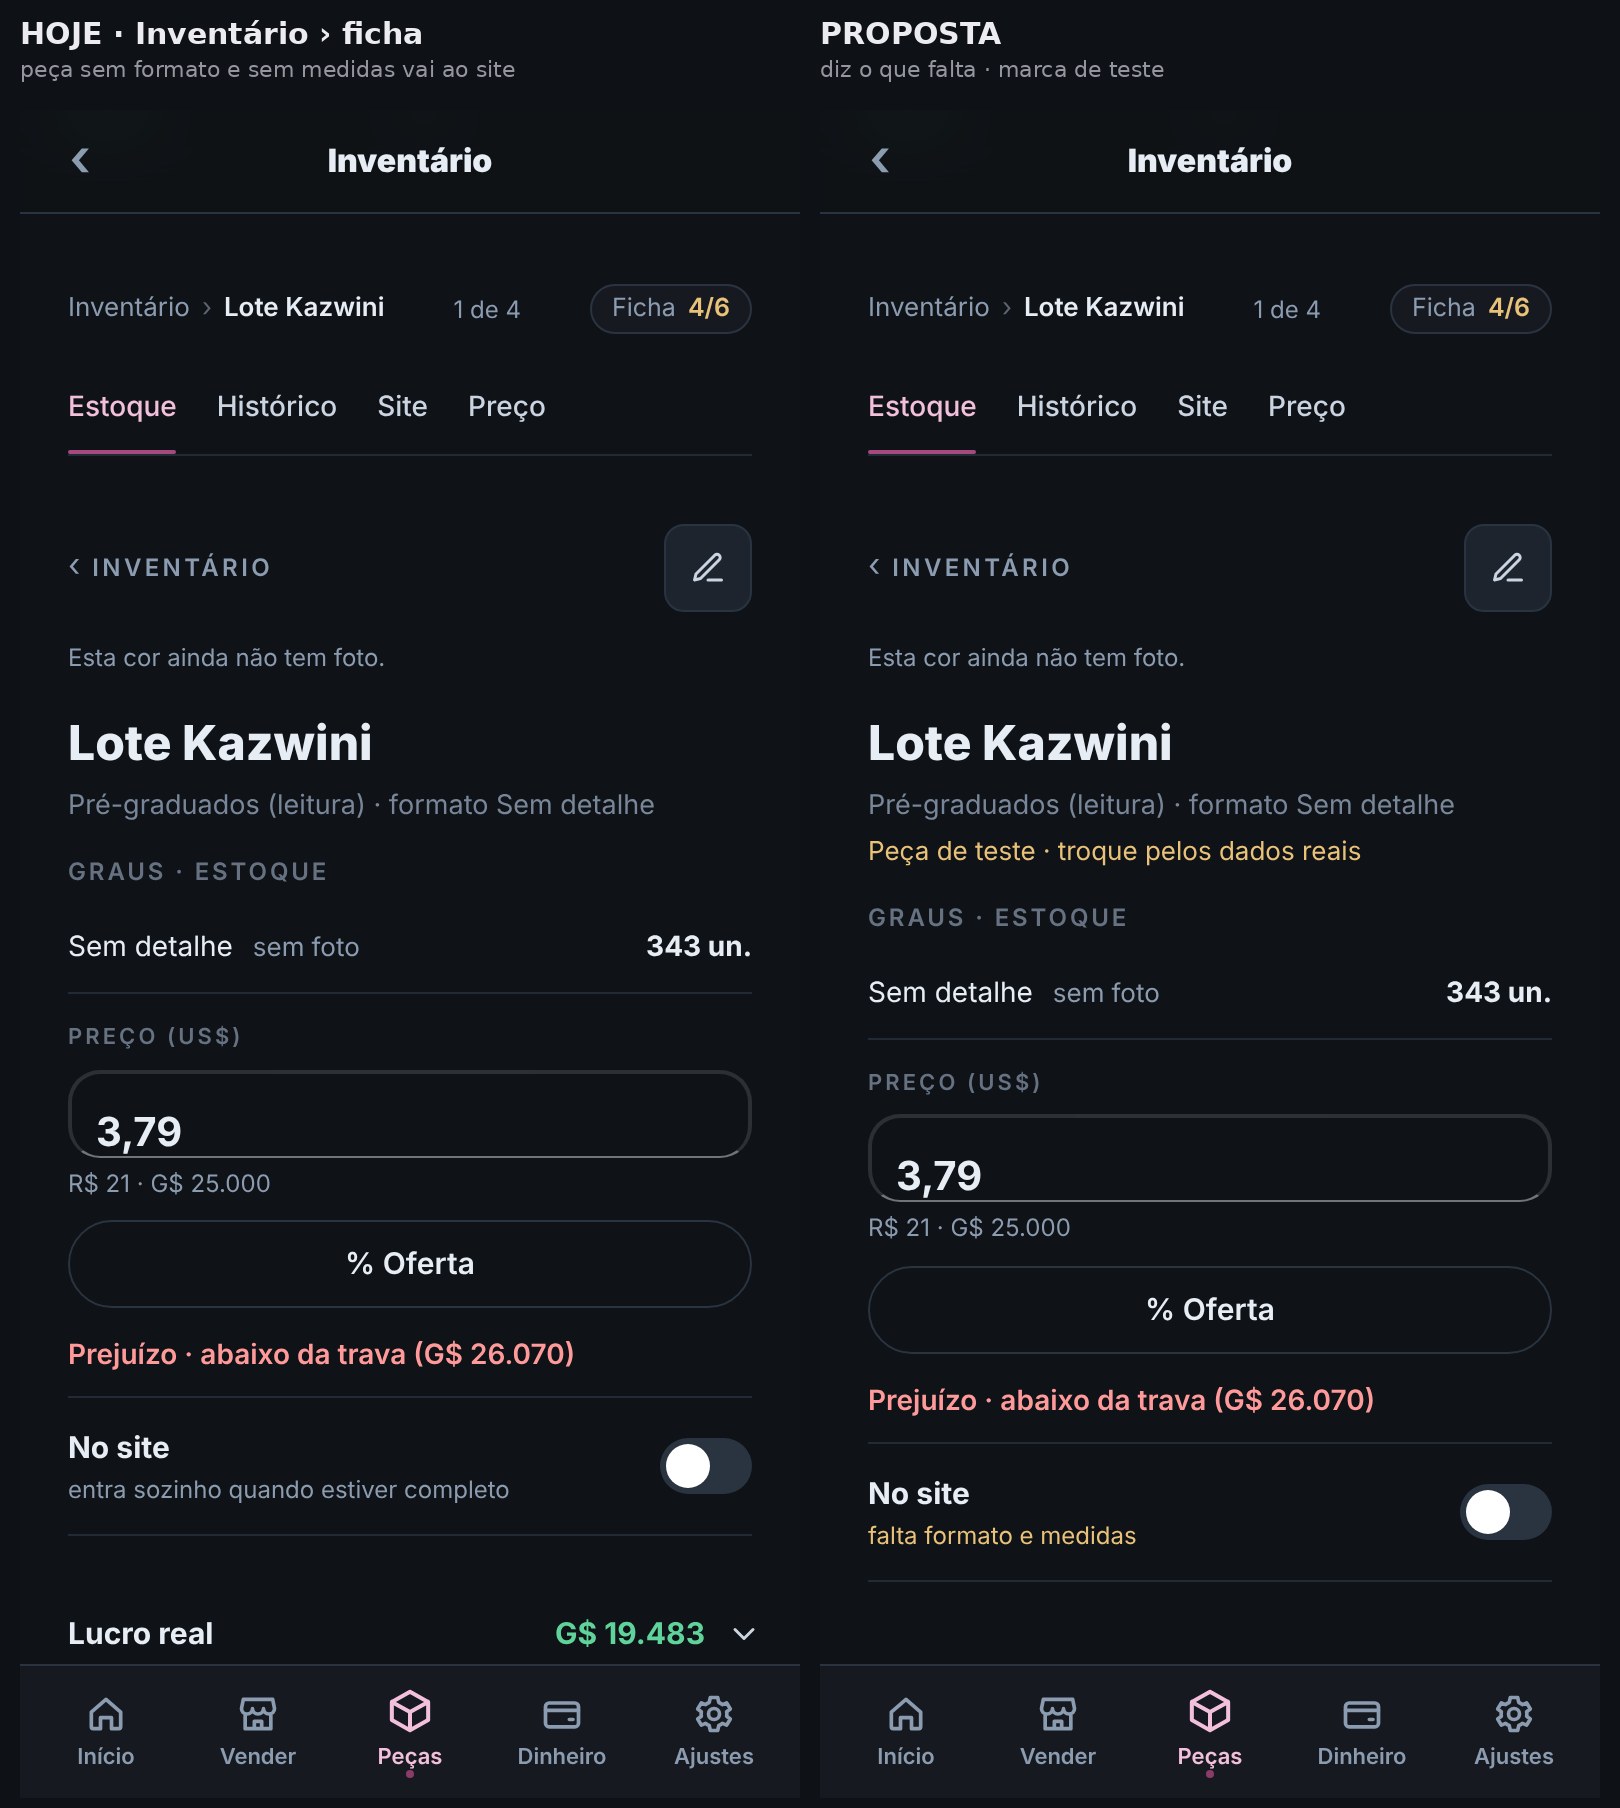 HOJE · Inventário › ficha
peça sem formato e sem medidas vai ao site
Inventário
Inventário › Lote Kazwini 1 de 4 Ficha 4/6
Estoque Histórico Site Preço
‹ INVENTÁRIO
Esta cor ainda não tem foto.
Lote Kazwini
Pré-graduados (leitura) · formato Sem detalhe
GRAUS · ESTOQUE
Sem detalhe sem foto 343 un.
PREÇO (US$)
3,79
R$ 21 · G$ 25.000
% Oferta
Prejuízo · abaixo da trava (G$ 26.070)
No site
entra sozinho quando estiver completo
Lucro real G$ 19.483
Início Vender Peças Dinheiro Ajustes
PROPOSTA
diz o que falta · marca de teste
Inventário
Inventário › Lote Kazwini 1 de 4 Ficha 4/6
Estoque Histórico Site Preço
‹ INVENTÁRIO
Esta cor ainda não tem foto.
Lote Kazwini
Pré-graduados (leitura) · formato Sem detalhe
Peça de teste · troque pelos dados reais
GRAUS · ESTOQUE
Sem detalhe sem foto 343 un.
PREÇO (US$)
3,79
R$ 21 · G$ 25.000
% Oferta
Prejuízo · abaixo da trava (G$ 26.070)
No site
falta formato e medidas
Início Vender Peças Dinheiro Ajustes